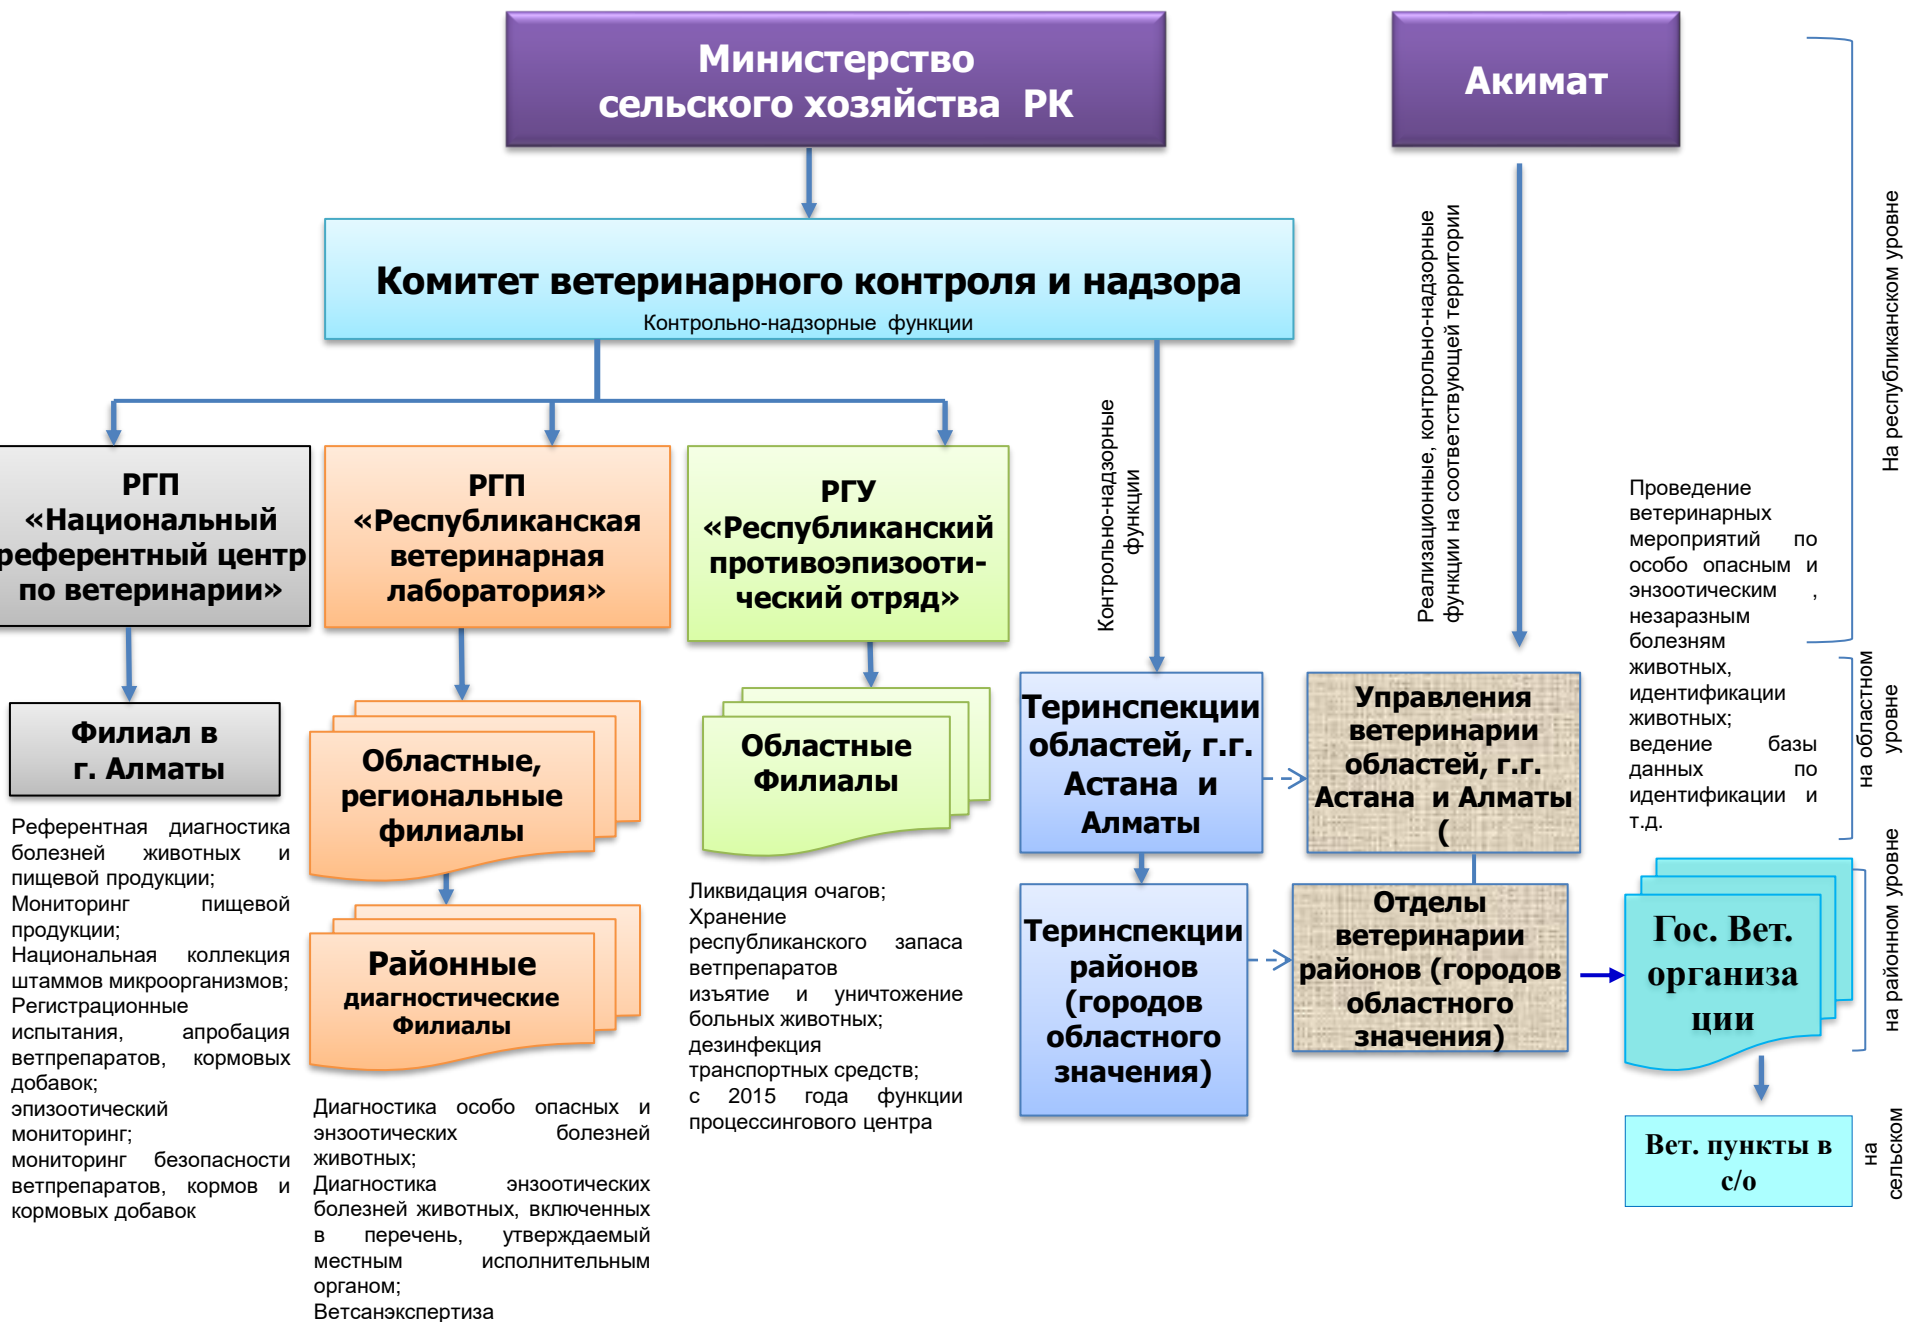 Министерство
сельского хозяйства РК
Акимат
Комитет ветеринарного контроля и надзора
Контрольно-надзорные функции
Контрольно-надзорные
функции
Реализационные, контрольно-надзорные
функции на соответствующей территории
На республиканском уровне
РГП
«Национальный
референтный центр
по ветеринарии»
РГП
«Республиканская
ветеринарная
лаборатория»
РГУ
«Республиканский
противоэпизооти-
ческий отряд»
Проведение
ветеринарных
мероприятий по
особо опасным и
энзоотическим ,
незаразным
болезням
животных,
идентификации
животных;
ведение базы
данных по
идентификации и
т.д.
на областном
уровне
Филиал в
г. Алматы
Областные,
региональные
филиалы
Областные
Филиалы
Теринспекции
областей, г.г.
Астана и
Алматы
Управления
ветеринарии
областей, г.г.
Астана и Алматы
(
Референтная диагностика
болезней животных и
пищевой продукции;
Мониторинг пищевой
продукции;
Национальная коллекция
штаммов микроорганизмов;
Регистрационные
испытания, апробация
ветпрепаратов, кормовых
добавок;
эпизоотический
мониторинг;
мониторинг безопасности
ветпрепаратов, кормов и
кормовых добавок
Районные
диагностические
Филиалы
Диагностика особо опасных и
энзоотических болезней
животных;
Диагностика энзоотических
болезней животных, включенных
в перечень, утверждаемый
местным исполнительным
органом;
Ветсанэкспертиза
Ликвидация очагов;
Хранение
республиканского запаса
ветпрепаратов
изъятие и уничтожение
больных животных;
дезинфекция
транспортных средств;
с 2015 года функции
процессингового центра
Теринспекции
районов
(городов
областного
значения)
Отделы
ветеринарии
районов (городов
областного
значения)
Гос. Вет.
организа
ции
на районном уровне
Вет. пункты в
с/о
на
сельском